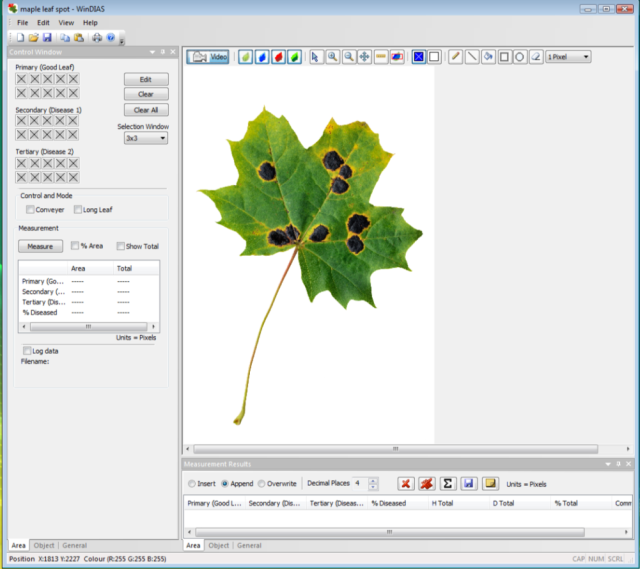 maple leaf spot - WinDIAS
File Edit View Help
Control Window
Primary (Good Leaf)
Edit
Clear
Secondary (Disease 1)
Clear All
Selection Window
3x3
Tertiary (Disease 2)
Control and Mode
Conveyer Long Leaf
Measurement
Measure % Area Show Total
Area Total
Primary (Go... ----- -----
Secondary (... ----- -----
Tertiary (Dis... ----- -----
% Diseased ----- -----
Units = Pixels
Log data
Filename:
Area Object General
Video 1 Pixel
Measurement Results
Insert Append Overwrite Decimal Places 4 Σ Units = Pixels
Primary (Good L... Secondary (Dis... Tertiary (Diseas... % Diseased H Total D Total % Total Comm
Area Object General
Position X:1813 Y:2227 Colour (R:255 G:255 B:255) CAP NUM SCRL